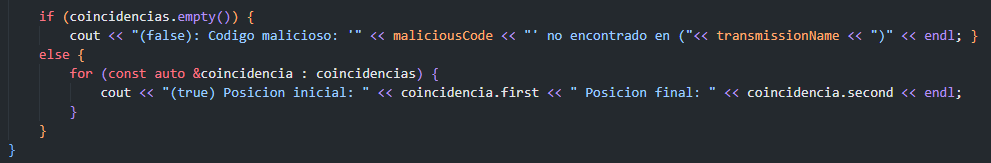 if (coincidencias.empty()) {
cout << "(false): Codigo malicioso: '" << maliciousCode << "' no encontrado en ("<< transmissionName << ")" << endl; }
else {
for (const auto &coincidencia : coincidencias) {
cout << "(true) Posicion inicial: " << coincidencia.first << " Posicion final: " << coincidencia.second << endl;
}
}
}